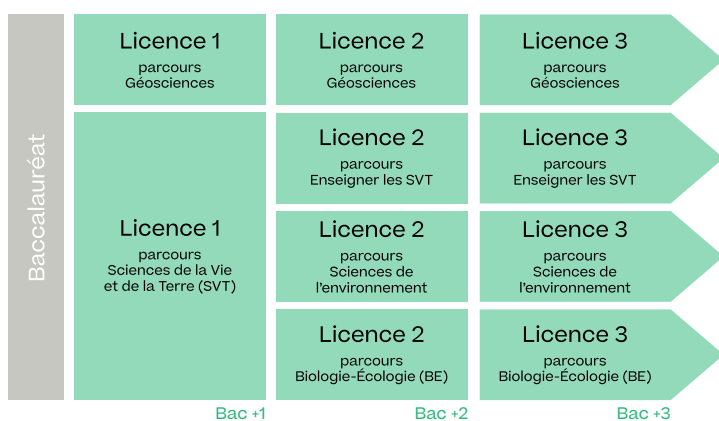 Baccalauréat
Licence 1
parcours
Géosciences
Licence 2
parcours
Géosciences
Licence 3
parcours
Géosciences
Licence 1
parcours
Sciences de la Vie
et de la Terre (SVT)
Licence 2
parcours
Enseigner les SVT
Licence 3
parcours
Enseigner les SVT
Licence 2
parcours
Sciences de
l’environnement
Licence 3
parcours
Sciences de
l’environnement
Licence 2
parcours
Biologie-Écologie (BE)
Licence 3
parcours
Biologie-Écologie (BE)
Bac +1
Bac +2
Bac +3